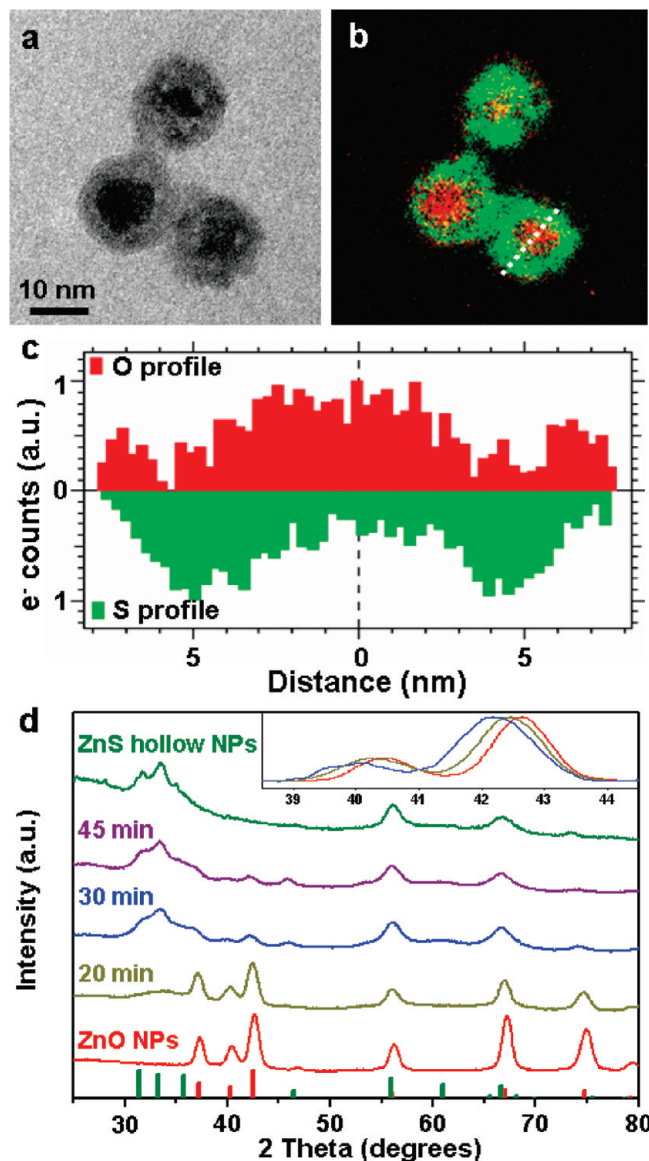 a
b
10 nm
c
O profile
1
0
1
e⁻ counts (a.u.)
S profile
5 0 5
Distance (nm)
d
ZnS hollow NPs
39 40 41 42 43 44
45 min
30 min
20 min
ZnO NPs
Intensity (a.u.)
30 40 50 60 70 80
2 Theta (degrees)